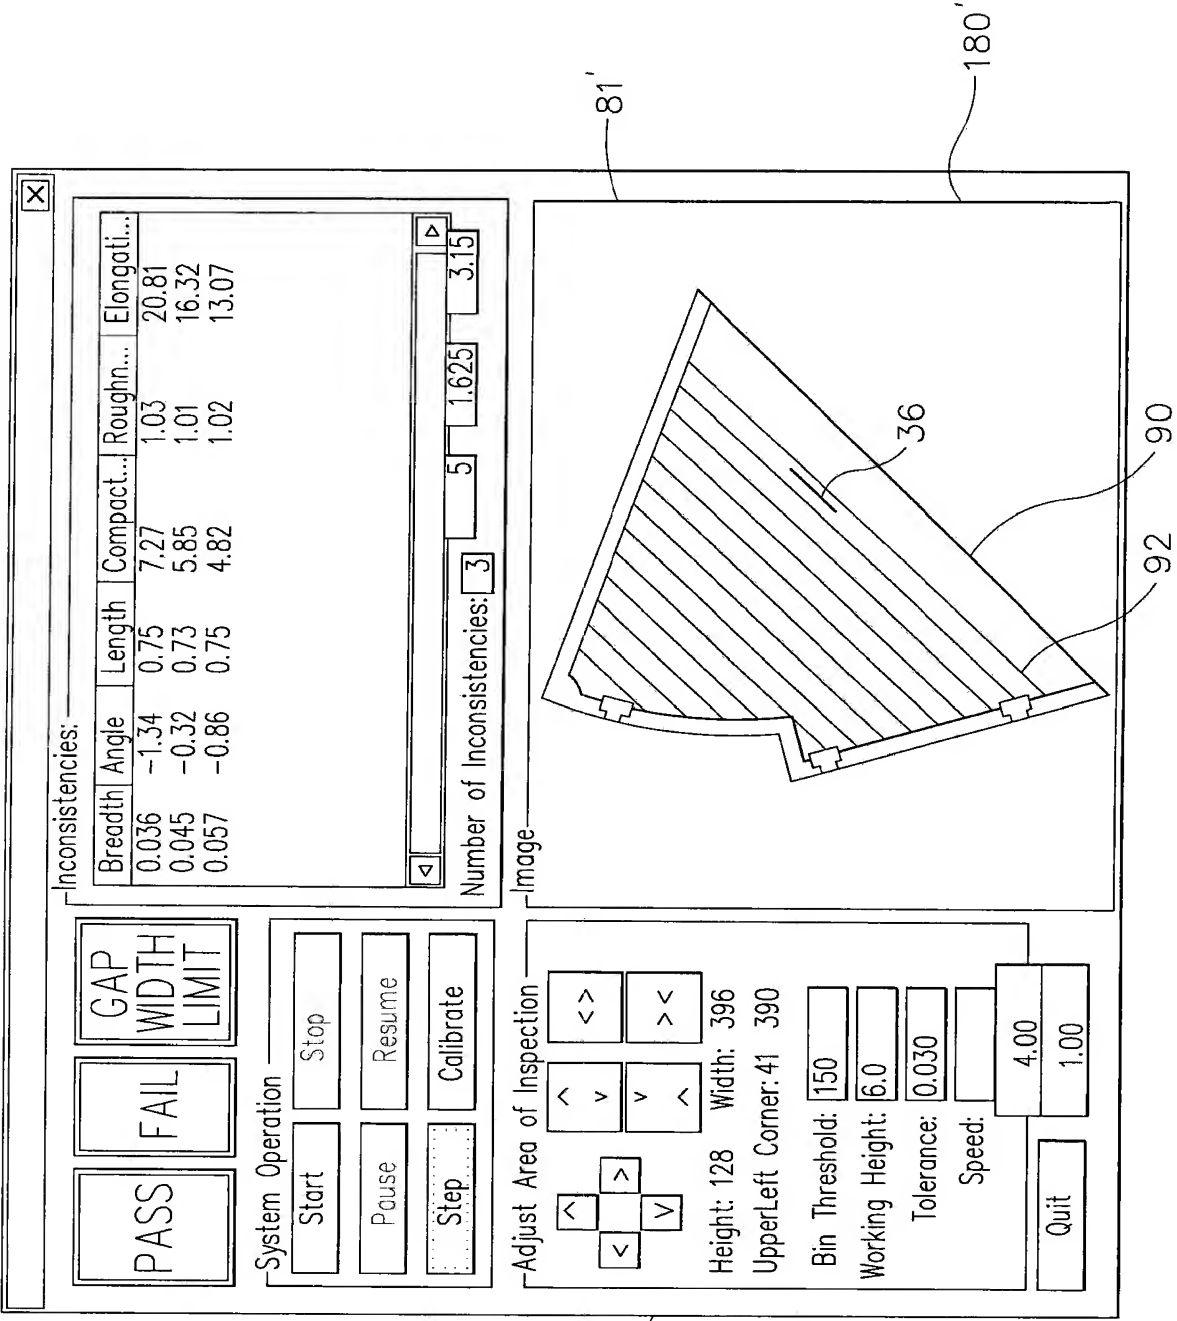 PASS
FAIL
GAP
WIDTH
LIMIT
System Operation
Start
Stop
Pause
Resume
Step
Calibrate
Inconsistencies:
Breadth Angle Length Compact... Roughn... Elongati...
0.036 -1.34 0.75 7.27 1.03 20.81
0.045 -0.32 0.73 5.85 1.01 16.32
0.057 -0.86 0.75 4.82 1.02 13.07
Number of Inconsistencies: 3
5
1.625
3.15
Adjust Area of Inspection
Height: 128 Width: 396
UpperLeft Corner: 41 390
Bin Threshold: 150
Working Height: 6.0
Tolerance: 0.030
Speed:
4.00
1.00
Quit
Image
81'
180'
36
90
92